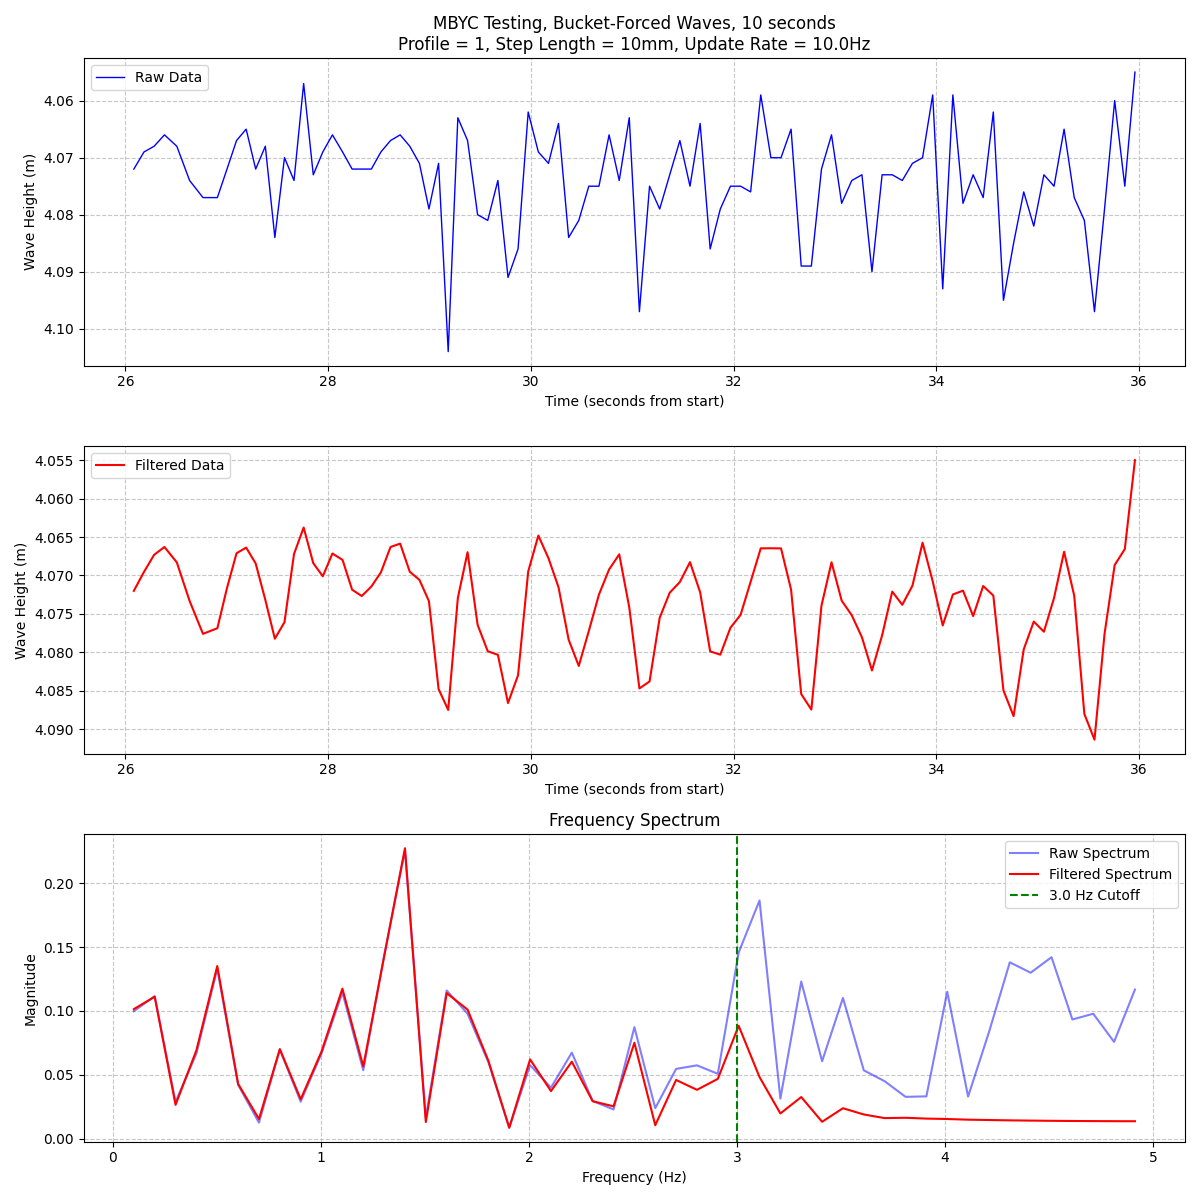 MBYC Testing, Bucket-Forced Waves, 10 seconds
Profile = 1, Step Length = 10mm, Update Rate = 10.0Hz
Raw Data
Wave Height (m)
4.06
4.07
4.08
4.09
4.10
26 28 30 32 34 36
Time (seconds from start)
Filtered Data
Wave Height (m)
4.055
4.060
4.065
4.070
4.075
4.080
4.085
4.090
26 28 30 32 34 36
Time (seconds from start)
Frequency Spectrum
Raw Spectrum
Filtered Spectrum
3.0 Hz Cutoff
Magnitude
0.20
0.15
0.10
0.05
0.00
0 1 2 3 4 5
Frequency (Hz)